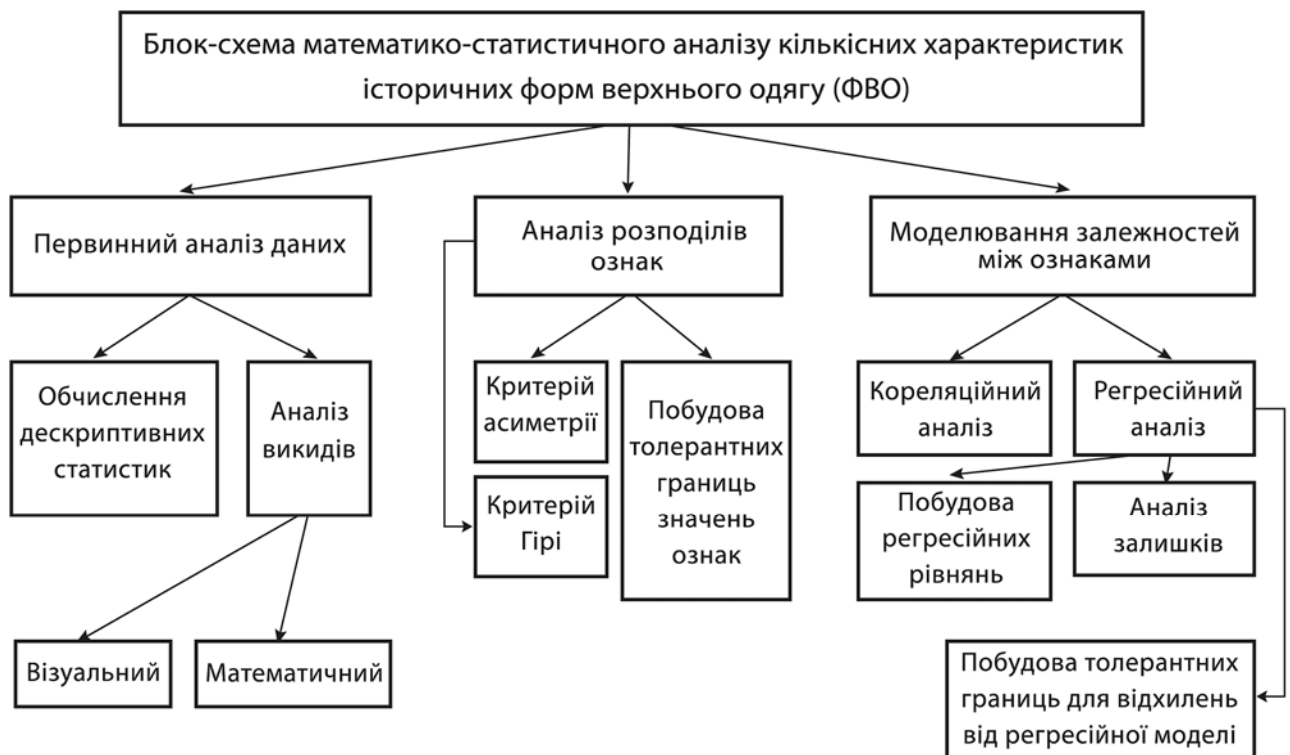 Блок-схема математико-статистичного аналізу кількісних характеристик
історичних форм верхнього одягу (ФВО)
Первинний аналіз даних
Аналіз розподілів
ознак
Моделювання залежностей
між ознаками
Обчислення
дескриптивних
статистик
Аналіз
викидів
Критерій
асиметрії
Критерій
Гірі
Побудова
толерантних
границь
значень
ознак
Кореляційний
аналіз
Регресійний
аналіз
Побудова
регресійних
рівнянь
Аналіз
залишків
Візуальний
Математичний
Побудова толерантних
границь для відхилень
від регресійної моделі